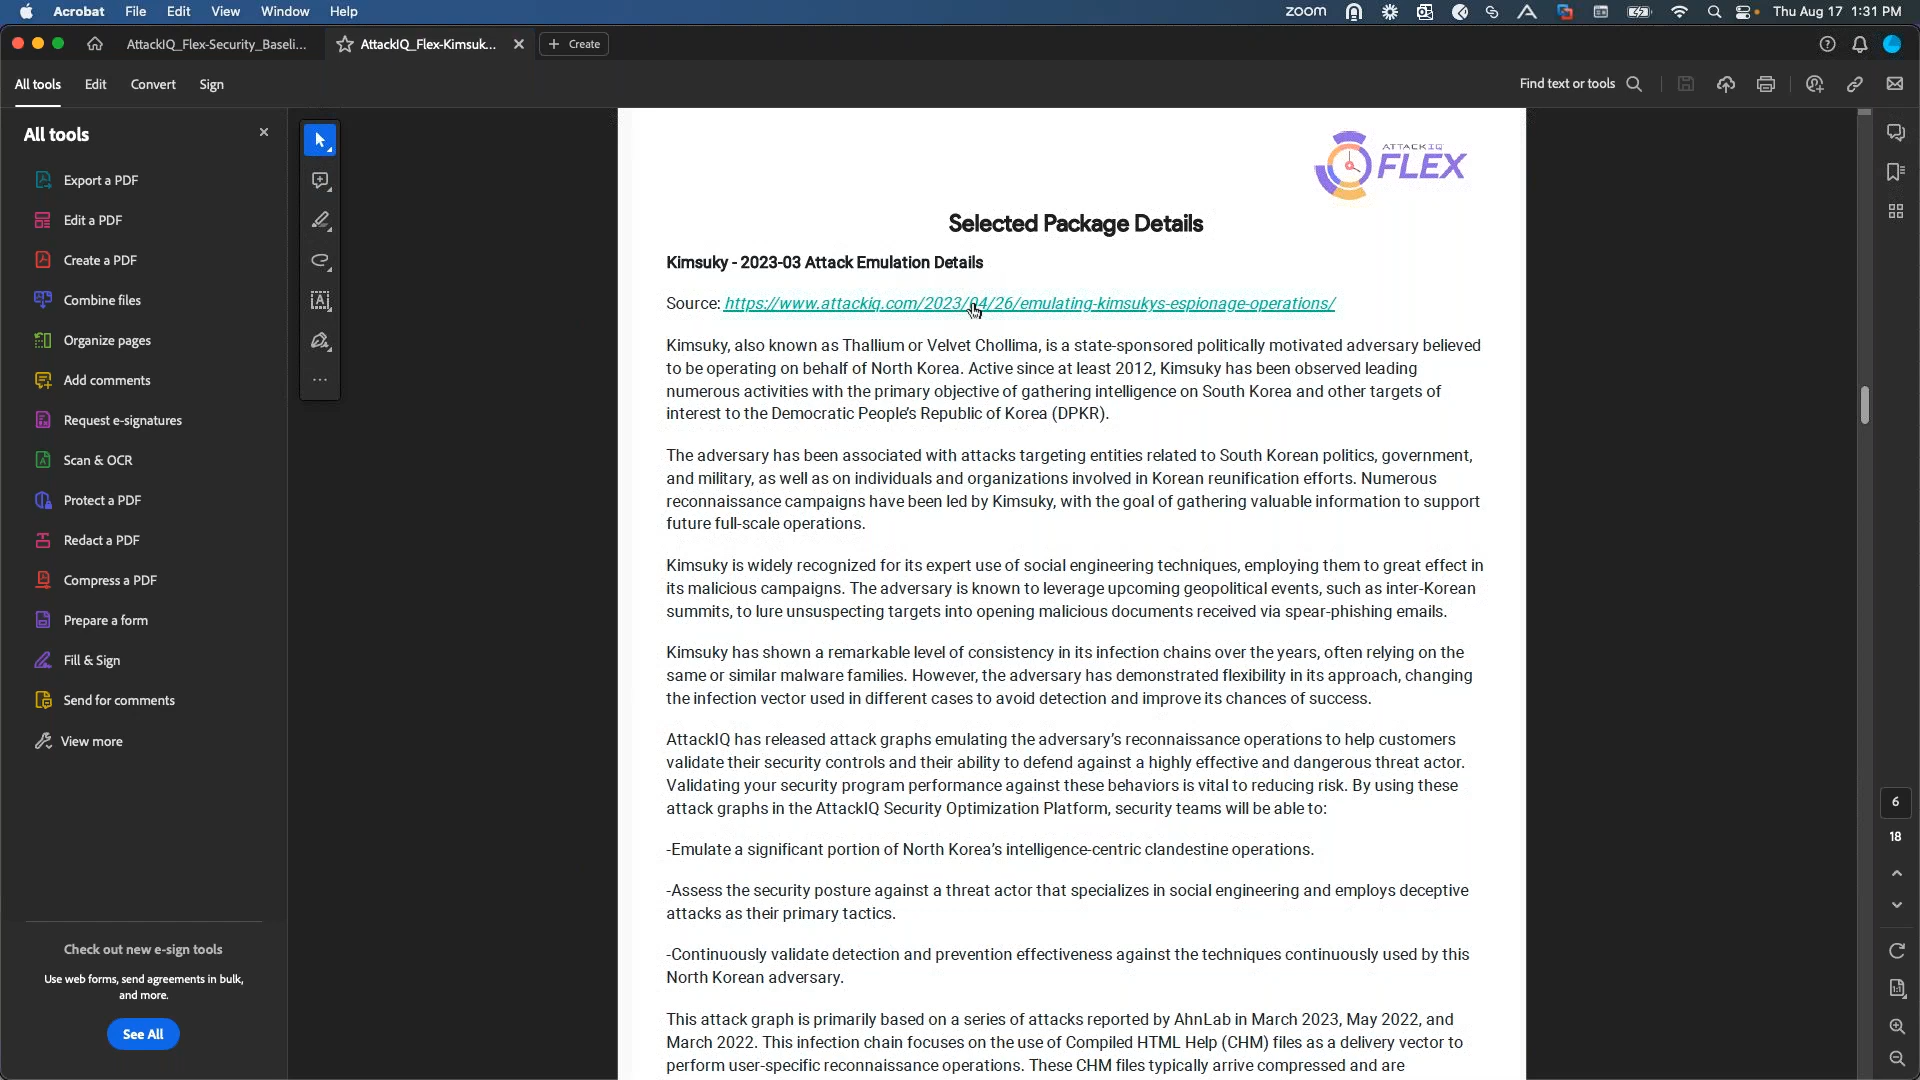 Acrobat File Edit View Window Help
zoom
Thu Aug 17 1:31 PM
AttackIQ_Flex-Security_Baseli...
AttackIQ_Flex-Kimsuk...
Create
All tools Edit Convert Sign
Find text or tools
All tools
Export a PDF
Edit a PDF
Create a PDF
Combine files
Organize pages
Add comments
Request e-signatures
Scan & OCR
Protect a PDF
Redact a PDF
Compress a PDF
Prepare a form
Fill & Sign
Send for comments
View more
Check out new e-sign tools
Use web forms, send agreements in bulk,
and more.
See All
ATTACKIQ
FLEX
Selected Package Details
Kimsuky - 2023-03 Attack Emulation Details
Source: https://www.attackiq.com/2023/04/26/emulating-kimsukys-espionage-operations/
Kimsuky, also known as Thallium or Velvet Chollima, is a state-sponsored politically motivated adversary believed
to be operating on behalf of North Korea. Active since at least 2012, Kimsuky has been observed leading
numerous activities with the primary objective of gathering intelligence on South Korea and other targets of
interest to the Democratic People's Republic of Korea (DPKR).
The adversary has been associated with attacks targeting entities related to South Korean politics, government,
and military, as well as on individuals and organizations involved in Korean reunification efforts. Numerous
reconnaissance campaigns have been led by Kimsuky, with the goal of gathering valuable information to support
future full-scale operations.
Kimsuky is widely recognized for its expert use of social engineering techniques, employing them to great effect in
its malicious campaigns. The adversary is known to leverage upcoming geopolitical events, such as inter-Korean
summits, to lure unsuspecting targets into opening malicious documents received via spear-phishing emails.
Kimsuky has shown a remarkable level of consistency in its infection chains over the years, often relying on the
same or similar malware families. However, the adversary has demonstrated flexibility in its approach, changing
the infection vector used in different cases to avoid detection and improve its chances of success.
AttackIQ has released attack graphs emulating the adversary's reconnaissance operations to help customers
validate their security controls and their ability to defend against a highly effective and dangerous threat actor.
Validating your security program performance against these behaviors is vital to reducing risk. By using these
attack graphs in the AttackIQ Security Optimization Platform, security teams will be able to:
-Emulate a significant portion of North Korea's intelligence-centric clandestine operations.
-Assess the security posture against a threat actor that specializes in social engineering and employs deceptive
attacks as their primary tactics.
-Continuously validate detection and prevention effectiveness against the techniques continuously used by this
North Korean adversary.
This attack graph is primarily based on a series of attacks reported by AhnLab in March 2023, May 2022, and
March 2022. This infection chain focuses on the use of Compiled HTML Help (CHM) files as a delivery vector to
perform user-specific reconnaissance operations. These CHM files typically arrive compressed and are
6
18